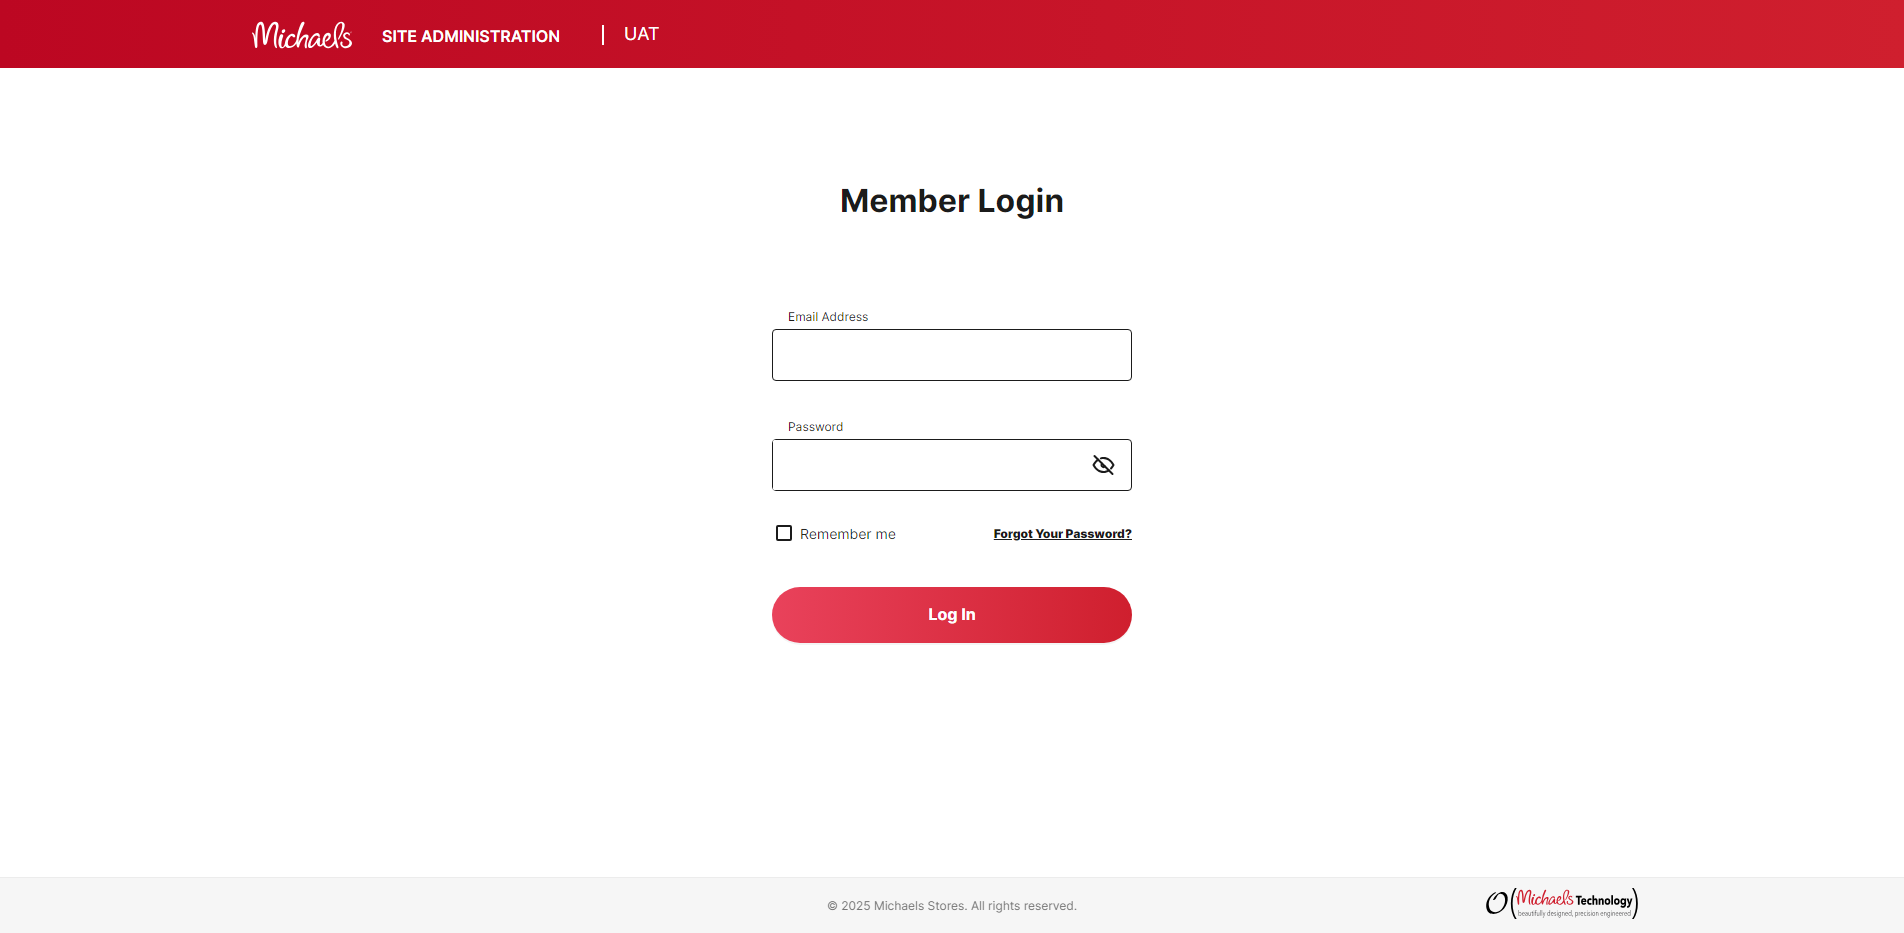 Michaels SITE ADMINISTRATION | UAT
Member Login
Email Address
Password
Remember me Forgot Your Password?
Log In
© 2025 Michaels Stores. All rights reserved.
O(Michaels Technology)
beautifully designed, precision engineered